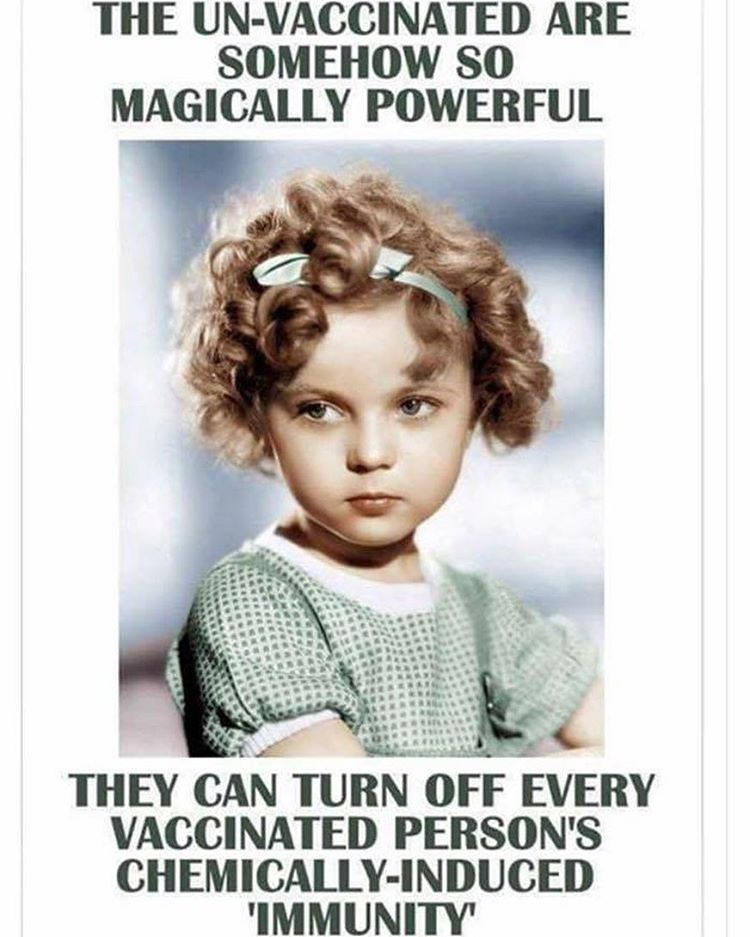 THE UN-VACCINATED ARE
SOMEHOW SO
MAGICALLY POWERFUL
THEY CAN TURN OFF EVERY
VACCINATED PERSON'S
CHEMICALLY-INDUCED
'IMMUNITY'